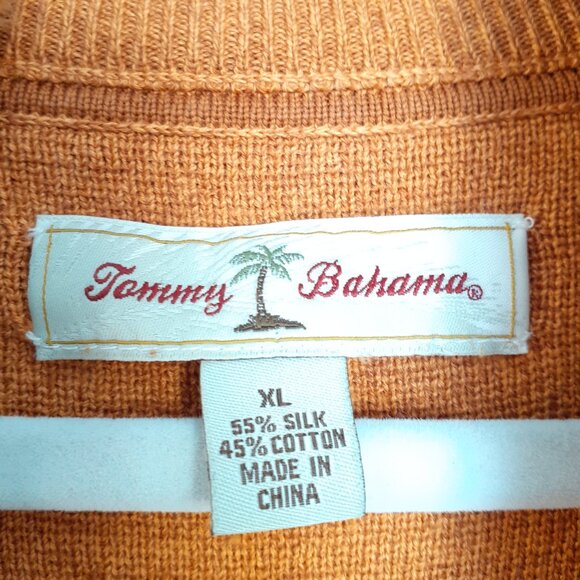 Tommy Bahama®
XL
55% SILK
45% COTTON
MADE IN
CHINA